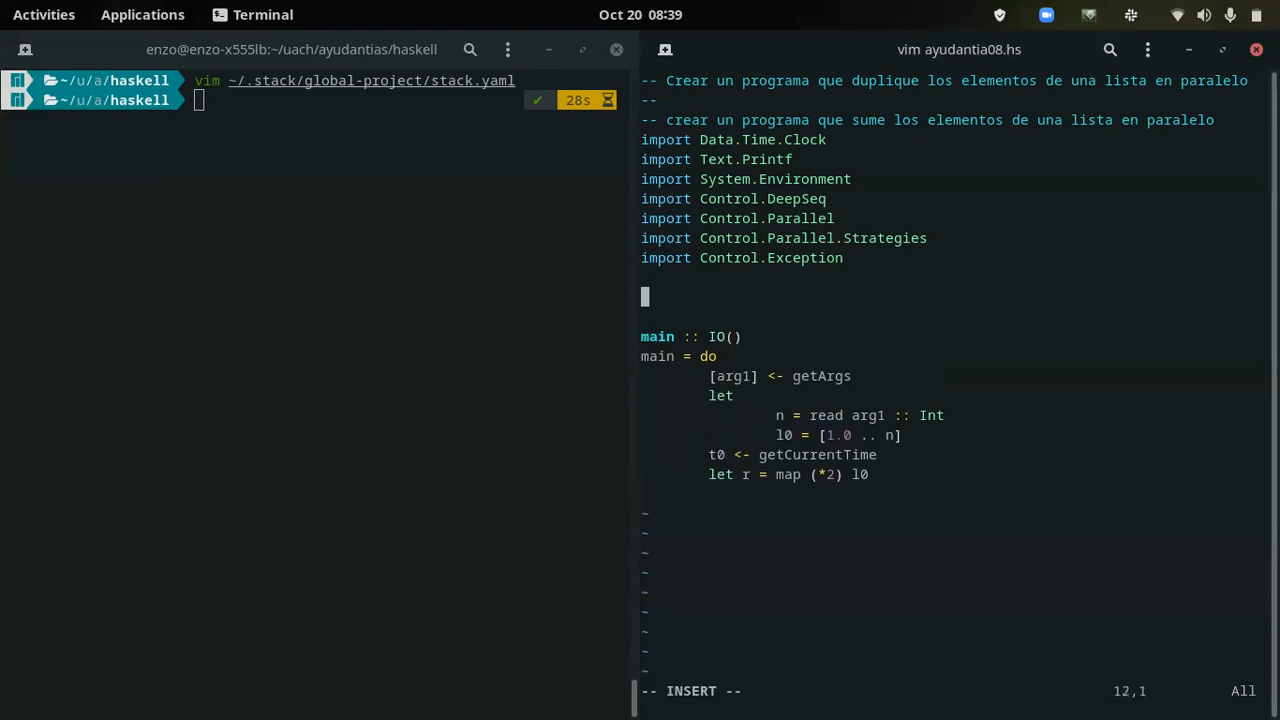 Activities Applications Terminal Oct 20 08:39
enzo@enzo-x555lb:~/uach/ayudantias/haskell
~/u/a/haskell vim ~/.stack/global-project/stack.yaml
~/u/a/haskell ✔ 28s
vim ayudantia08.hs
-- Crear un programa que duplique los elementos de una lista en paralelo
--
-- crear un programa que sume los elementos de una lista en paralelo
import Data.Time.Clock
import Text.Printf
import System.Environment
import Control.DeepSeq
import Control.Parallel
import Control.Parallel.Strategies
import Control.Exception
main :: IO()
main = do
[arg1] <- getArgs
let
n = read arg1 :: Int
l0 = [1.0 .. n]
t0 <- getCurrentTime
let r = map (*2) l0
~
~
~
~
~
~
~
~
~
-- INSERT -- 12,1 All